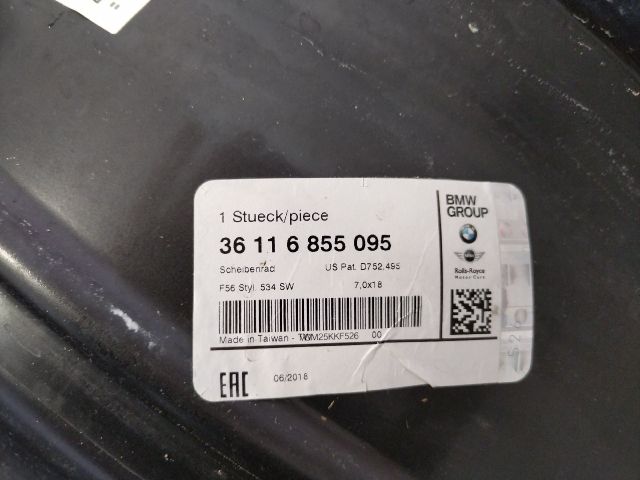 1 Stueck/piece
36 11 6 855 095
Scheibenrad US Pat. D752,495
F56 Styl. 534 SW 7,0x18
Made in Taiwan - 00
EAC 06/2018
BMW
GROUP
Rolls-Royce
Motor Cars